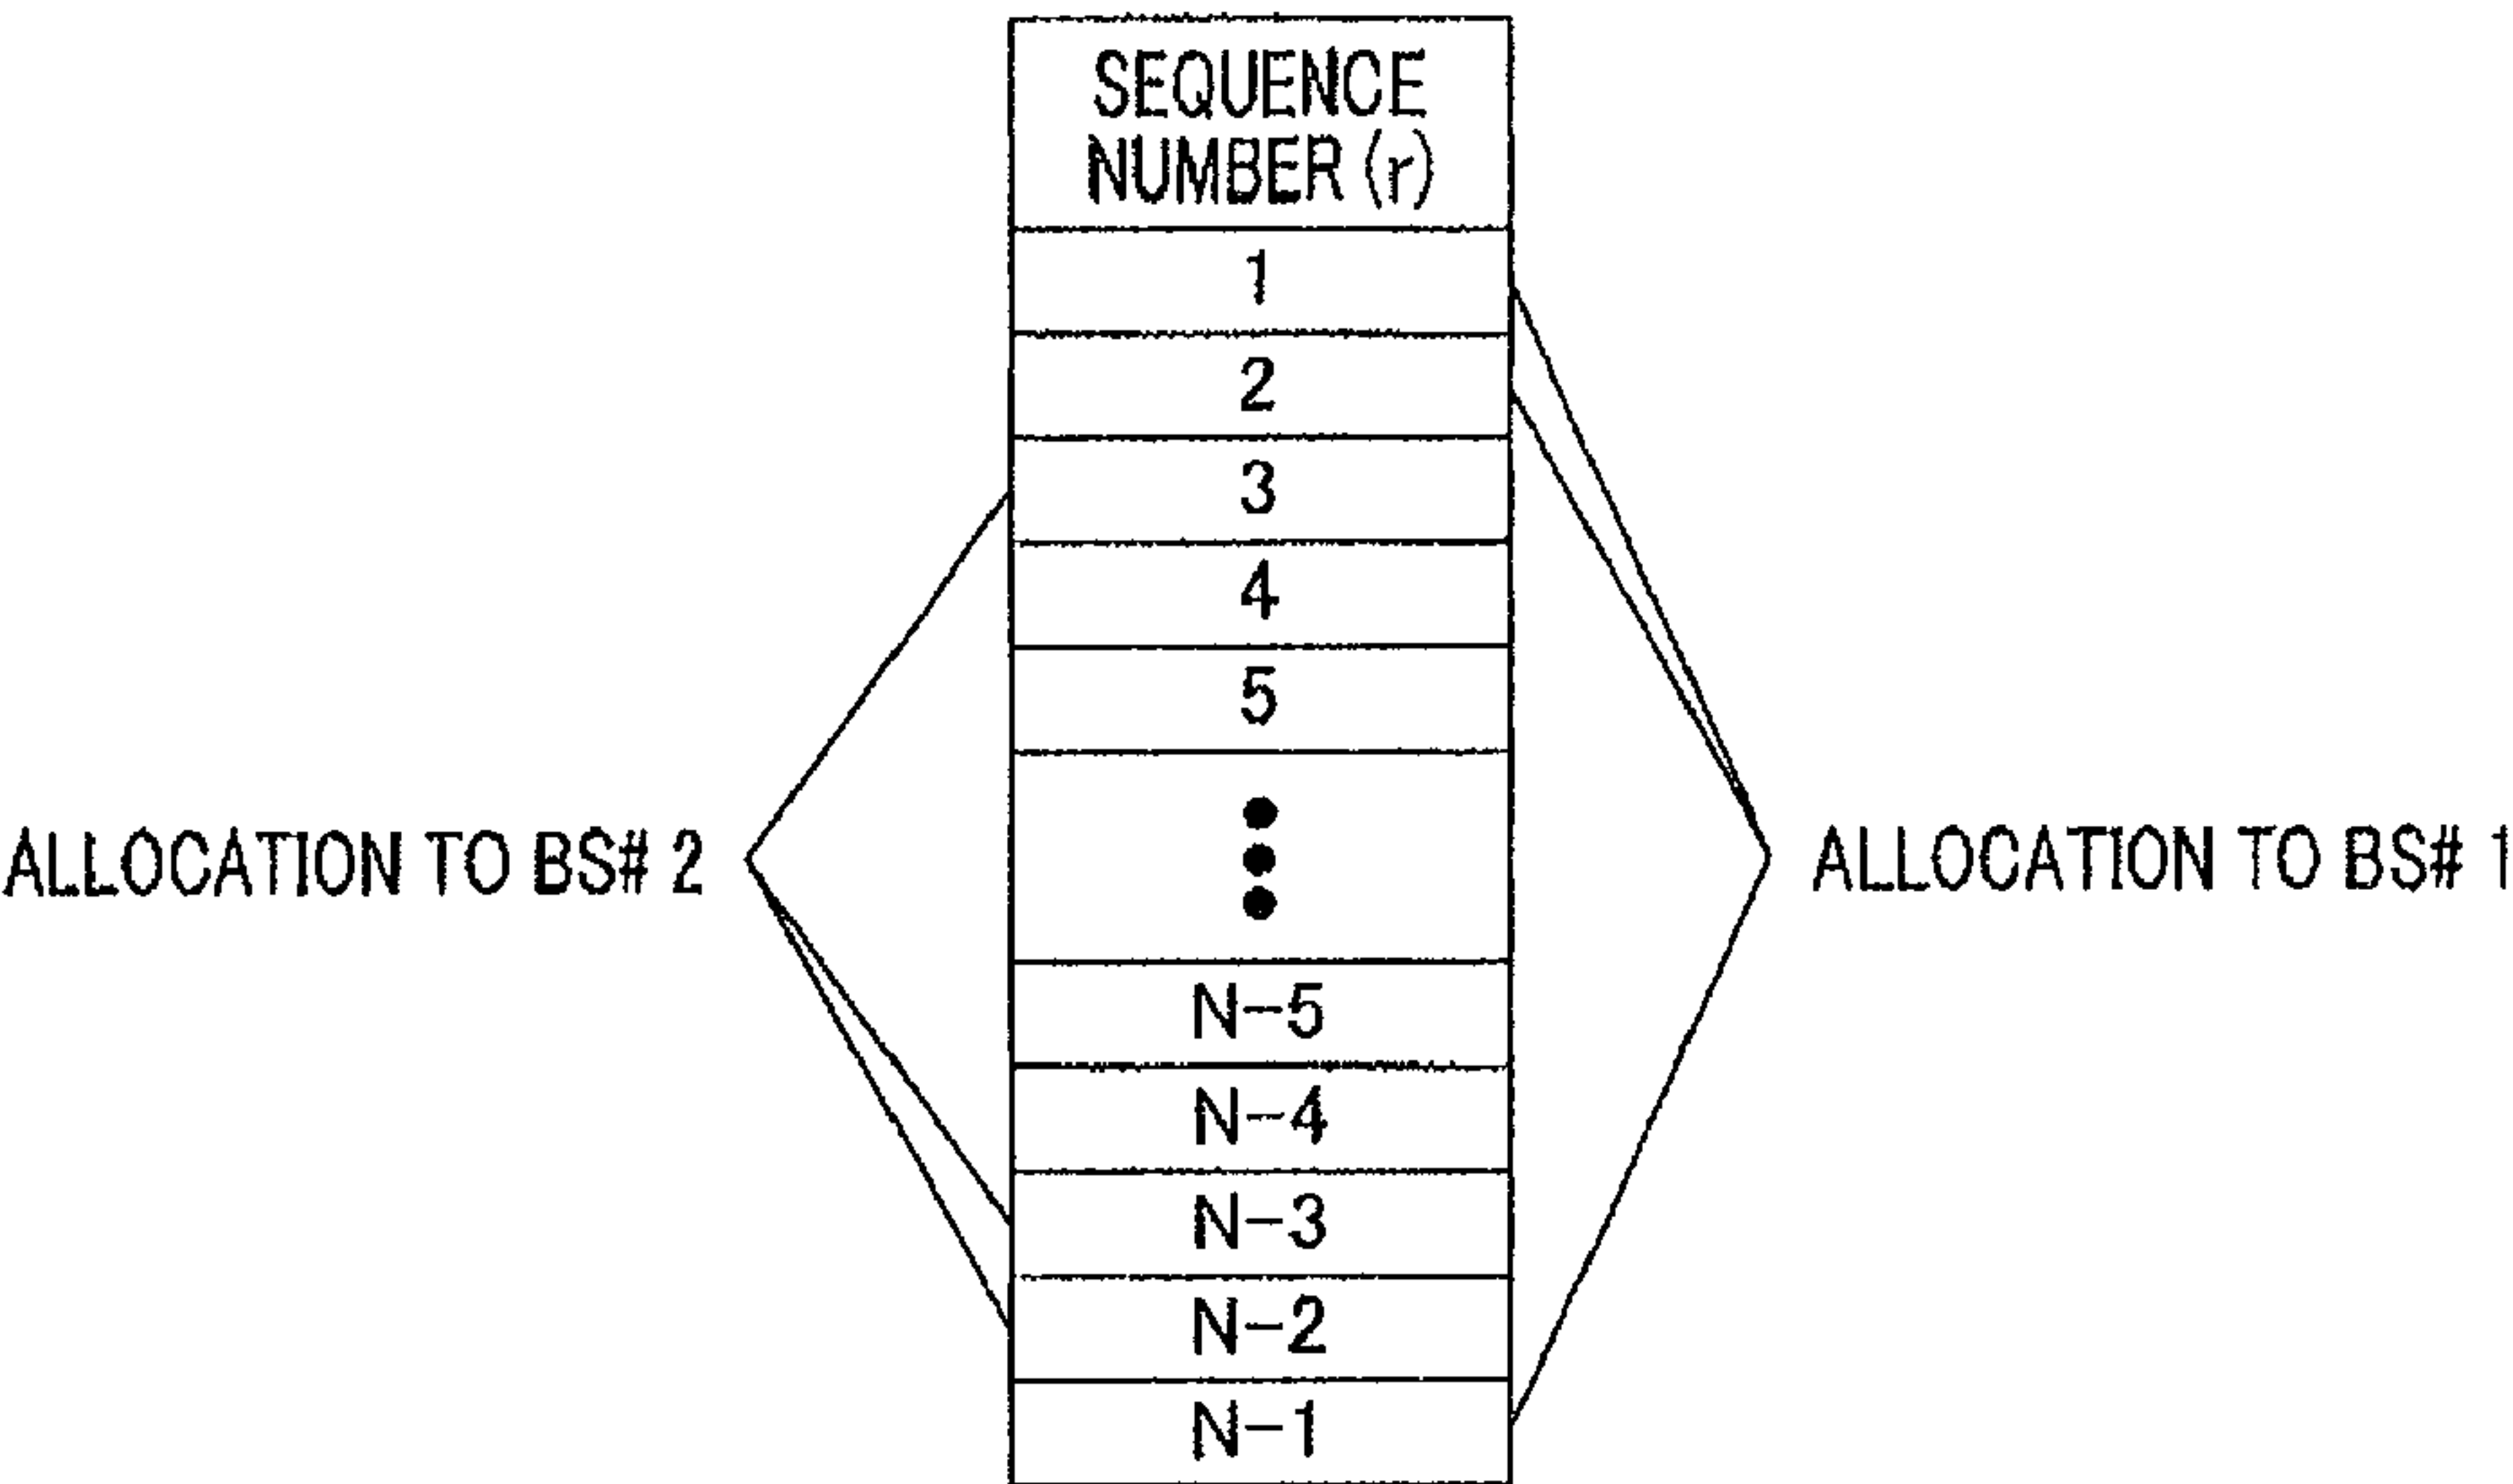 SEQUENCE
NUMBER (r)
1
2
3
4
5
ALLOCATION TO BS# 2
ALLOCATION TO BS# 1
N-5
N-4
N-3
N-2
N-1